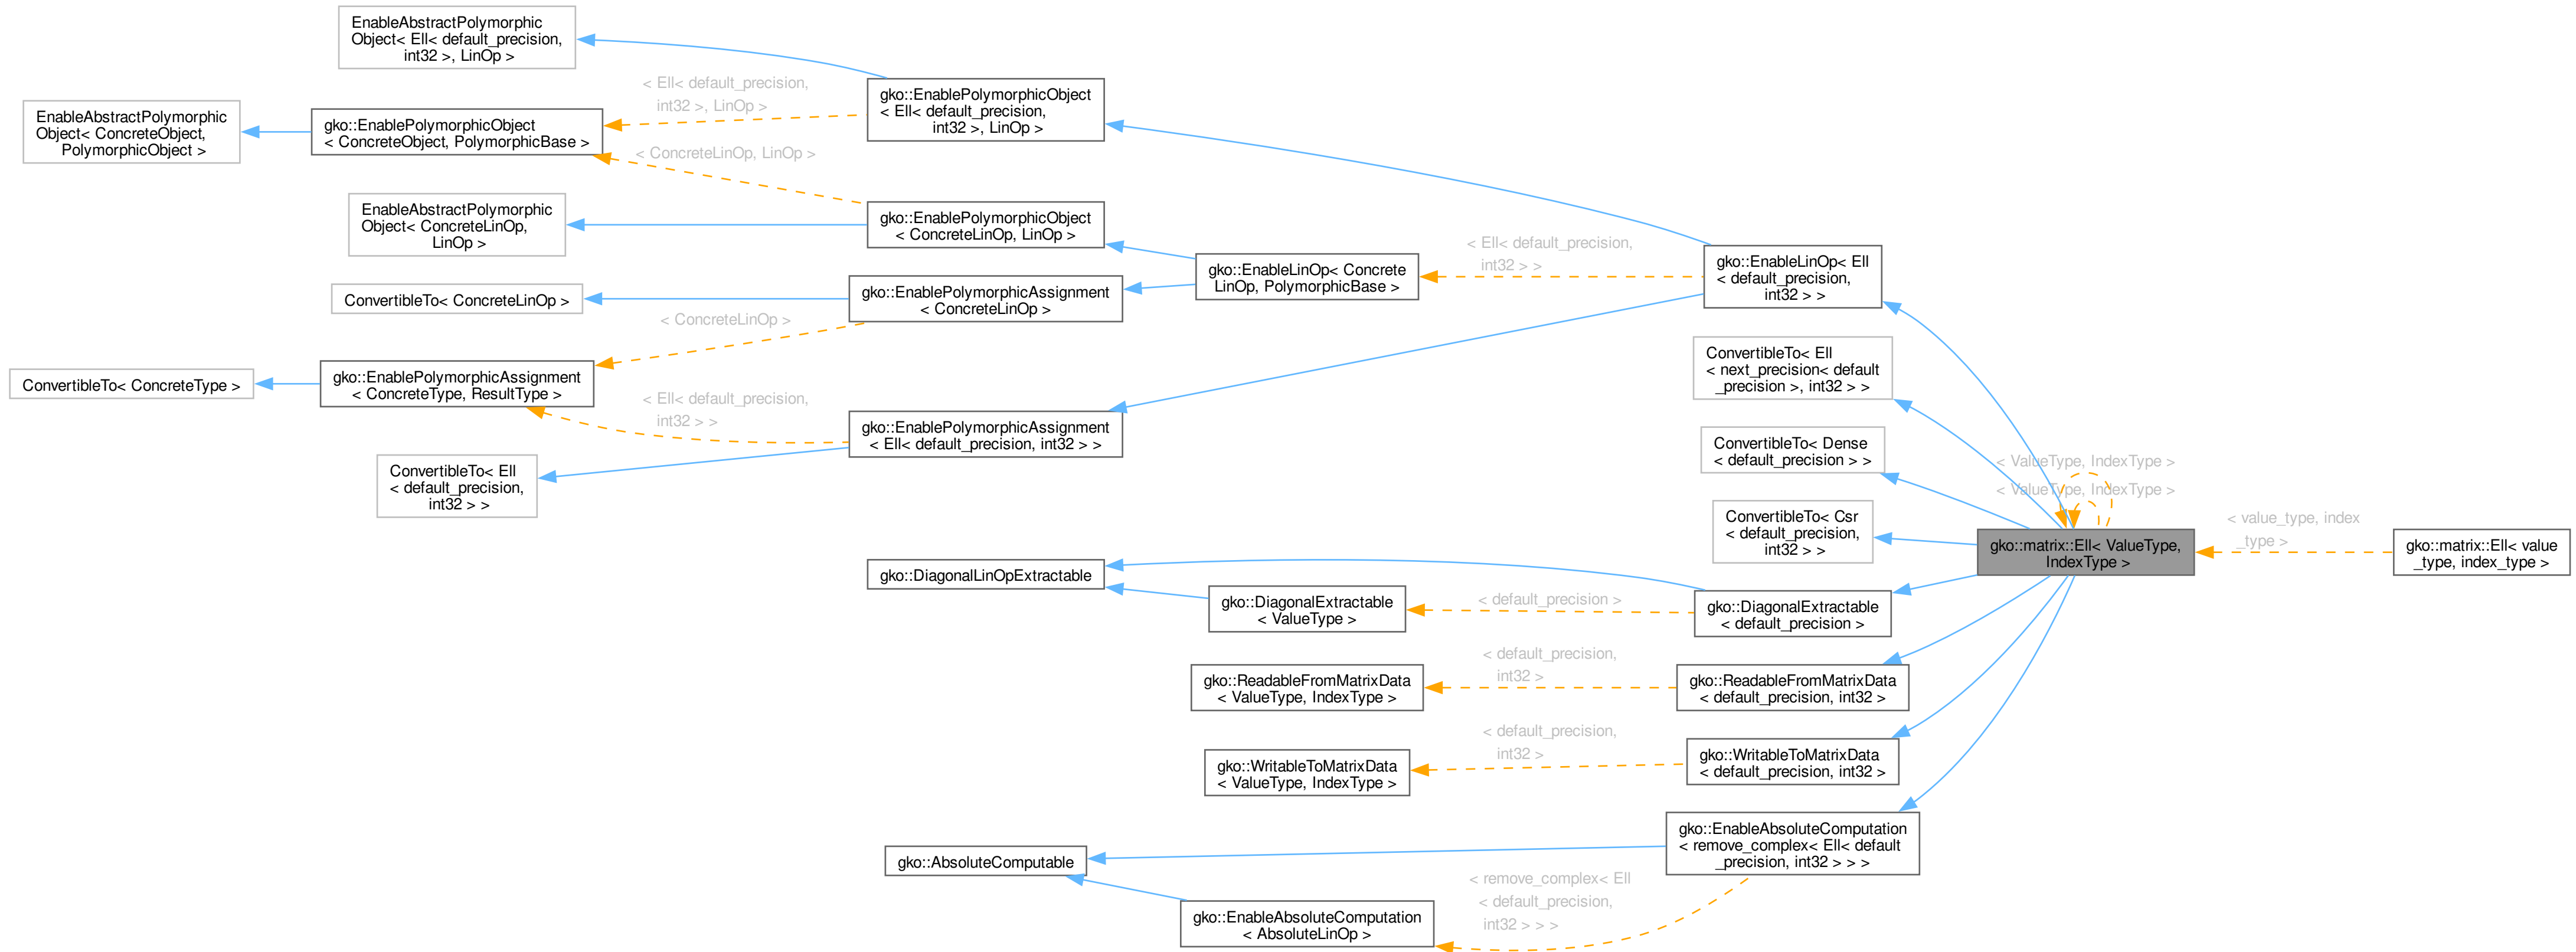 EnableAbstractPolymorphic
Object< Ell< default_precision,
int32 >, LinOp >
EnableAbstractPolymorphic
Object< ConcreteObject,
PolymorphicObject >
gko::EnablePolymorphicObject
< ConcreteObject, PolymorphicBase >
< Ell< default_precision,
int32 >, LinOp >
gko::EnablePolymorphicObject
< Ell< default_precision,
int32 >, LinOp >
< ConcreteLinOp, LinOp >
EnableAbstractPolymorphic
Object< ConcreteLinOp,
LinOp >
gko::EnablePolymorphicObject
< ConcreteLinOp, LinOp >
ConvertibleTo< ConcreteLinOp >
gko::EnablePolymorphicAssignment
< ConcreteLinOp >
gko::EnableLinOp< Concrete
LinOp, PolymorphicBase >
< Ell< default_precision,
int32 > >
gko::EnableLinOp< Ell
< default_precision,
int32 > >
< ConcreteLinOp >
ConvertibleTo< ConcreteType >
gko::EnablePolymorphicAssignment
< ConcreteType, ResultType >
< Ell< default_precision,
int32 > >
gko::EnablePolymorphicAssignment
< Ell< default_precision, int32 > >
ConvertibleTo< Ell
< default_precision,
int32 > >
ConvertibleTo< Ell
< next_precision< default
_precision >, int32 > >
ConvertibleTo< Dense
< default_precision > >
ConvertibleTo< Csr
< default_precision,
int32 > >
< ValueType, IndexType >
< ValueType, IndexType >
gko::matrix::Ell< ValueType,
IndexType >
< value_type, index
_type >
gko::matrix::Ell< value
_type, index_type >
gko::DiagonalLinOpExtractable
gko::DiagonalExtractable
< ValueType >
< default_precision >
gko::DiagonalExtractable
< default_precision >
gko::ReadableFromMatrixData
< ValueType, IndexType >
< default_precision,
int32 >
gko::ReadableFromMatrixData
< default_precision, int32 >
gko::WritableToMatrixData
< ValueType, IndexType >
< default_precision,
int32 >
gko::WritableToMatrixData
< default_precision, int32 >
gko::AbsoluteComputable
gko::EnableAbsoluteComputation
< AbsoluteLinOp >
< remove_complex< Ell
< default_precision,
int32 > > >
gko::EnableAbsoluteComputation
< remove_complex< Ell< default
_precision, int32 > > >